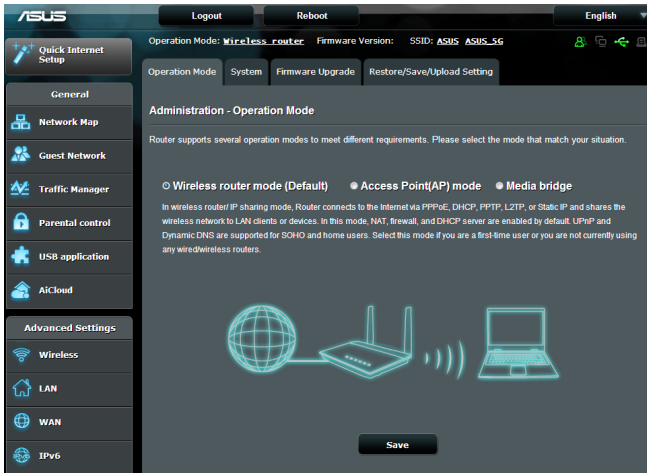 ASUS
Logout
Reboot
English
Quick Internet
Setup
Operation Mode: Wireless router Firmware Version: SSID: ASUS ASUS_5G
Operation Mode
System
Firmware Upgrade
Restore/Save/Upload Setting
General
Network Map
Guest Network
Traffic Manager
Parental control
USB application
AiCloud
Advanced Settings
Wireless
LAN
WAN
IPv6
IPv6
Administration - Operation Mode
Router supports several operation modes to meet different requirements. Please select the mode that match your situation.
Wireless router mode (Default)
Access Point(AP) mode
Media bridge
In wireless router/ IP sharing mode, Router connects to the Internet via PPPoE, DHCP, PPTP, L2TP, or Static IP and shares the
wireless network to LAN clients or devices. In this mode, NAT, firewall, and DHCP server are enabled by default. UPnP and
Dynamic DNS are supported for SOHO and home users. Select this mode if you are a first-time user or you are not currently using
any wired/wireless routers.
Save